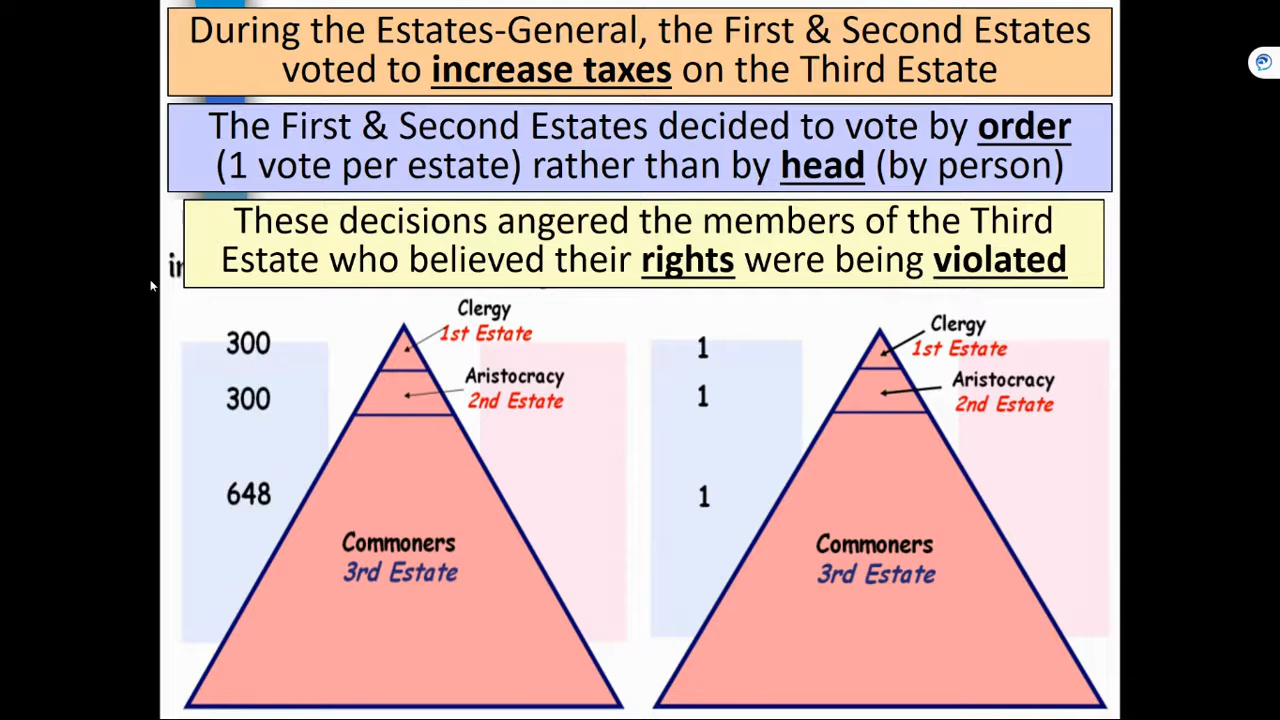 During the Estates-General, the First & Second Estates
voted to increase taxes on the Third Estate
The First & Second Estates decided to vote by order
(1 vote per estate) rather than by head (by person)
These decisions angered the members of the Third
Estate who believed their rights were being violated
300
Clergy
1st Estate
300
Aristocracy
2nd Estate
648
Commoners
3rd Estate
1
Clergy
1st Estate
1
Aristocracy
2nd Estate
1
Commoners
3rd Estate